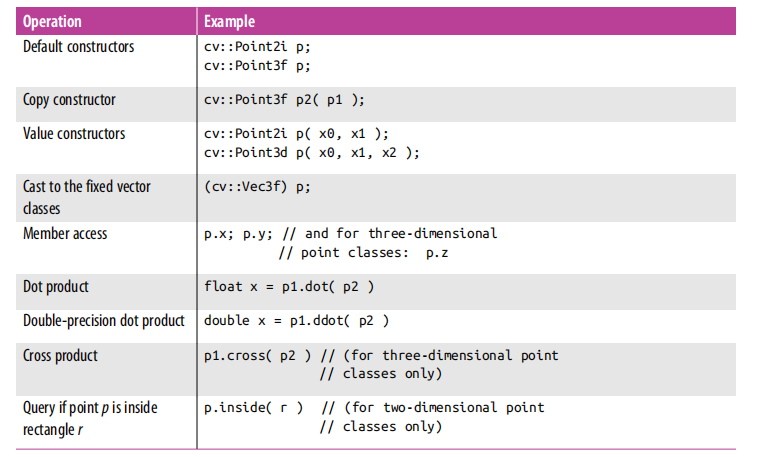 Operation Example
Default constructors cv::Point2i p;
cv::Point3f p;
Copy constructor cv::Point3f p2( p1 );
Value constructors cv::Point2i p( x0, x1 );
cv::Point3d p( x0, x1, x2 );
Cast to the fixed vector (cv::Vec3f) p;
classes
Member access p.x; p.y; // and for three-dimensional
// point classes: p.z
Dot product float x = p1.dot( p2 )
Double-precision dot product double x = p1.ddot( p2 )
Cross product p1.cross( p2 ) // (for three-dimensional point
// classes only)
Query if point p is inside p.inside( r ) // (for two-dimensional point
rectangle r // classes only)